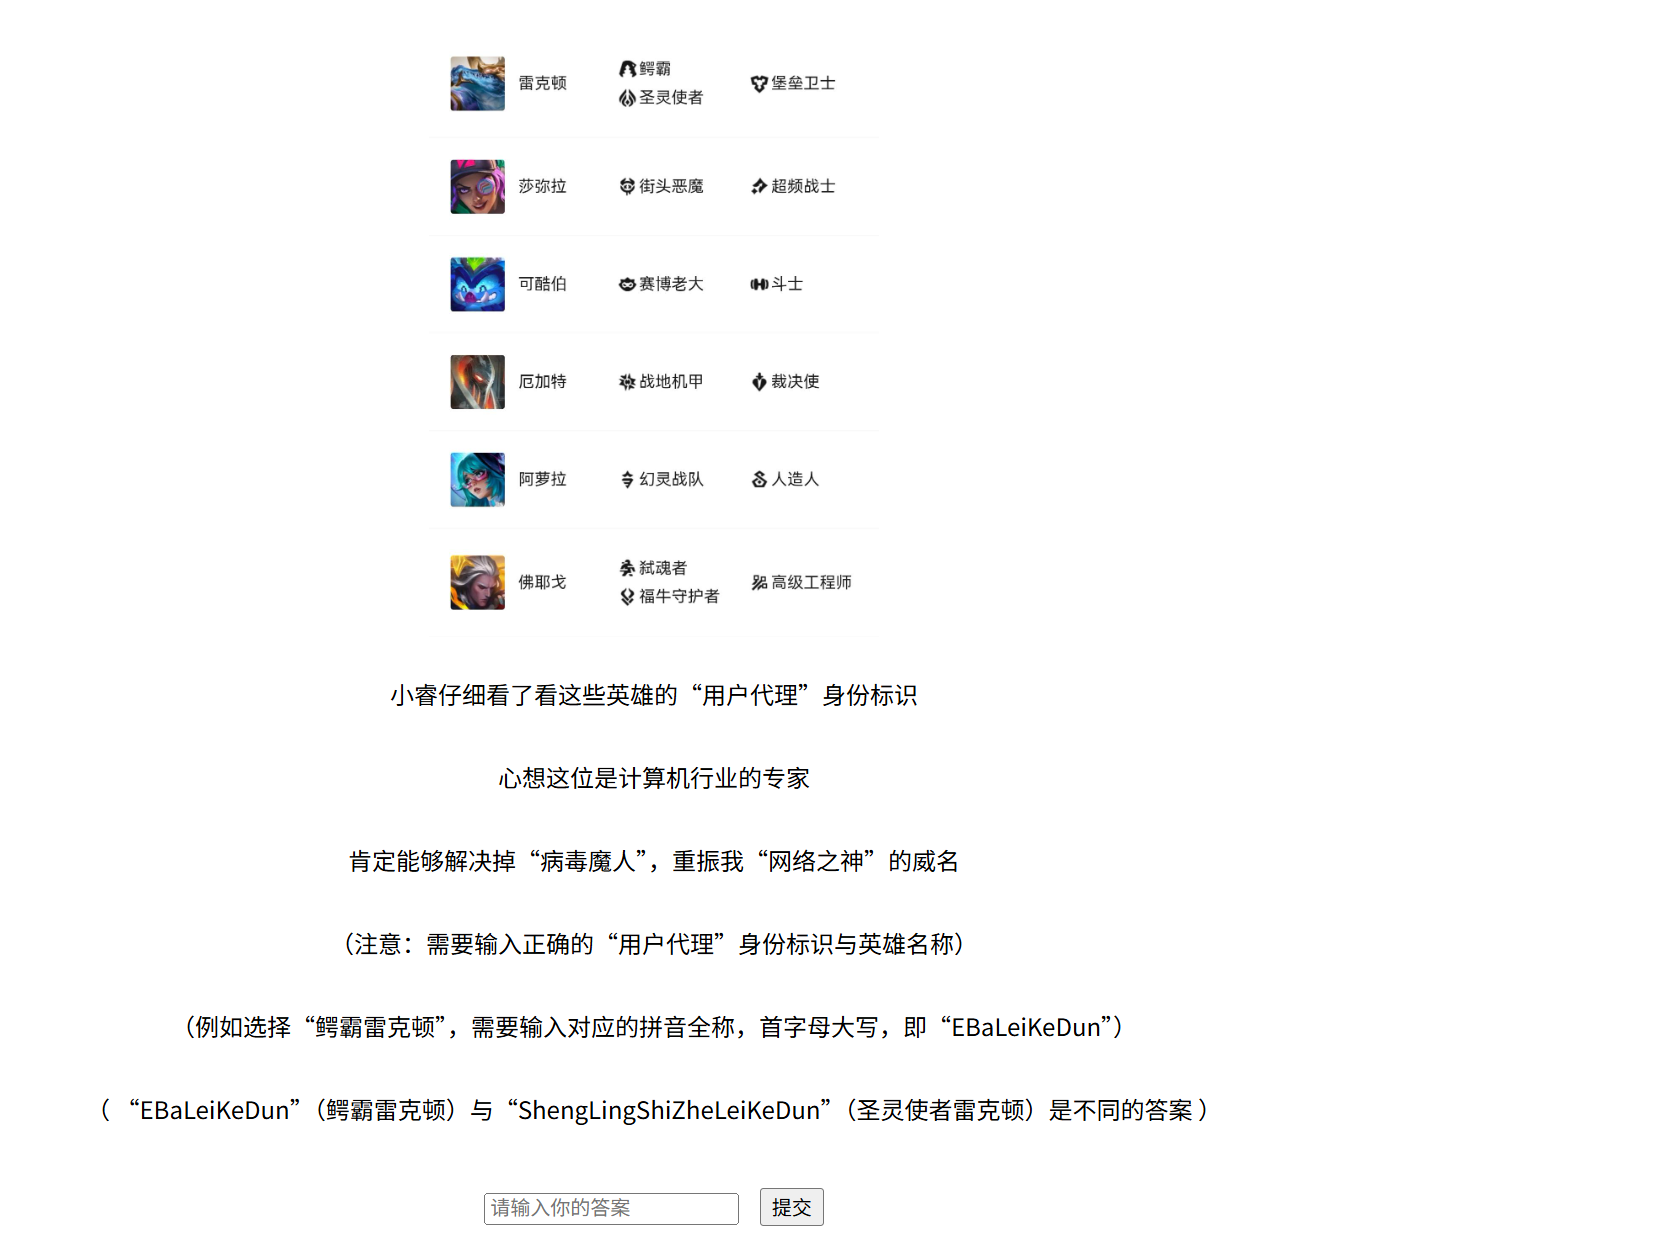 雷克顿 鳄霸 圣灵使者 堡垒卫士
莎弥拉 街头恶魔 超频战士
可酷伯 赛博老大 斗士
厄加特 战地机甲 裁决使
阿萝拉 幻灵战队 人造人
佛耶戈 弑魂者 福牛守护者 高级工程师
小睿仔细看了看这些英雄的“用户代理”身份标识
心想这位是计算机行业的专家
肯定能够解决掉“病毒魔人”，重振我“网络之神”的威名
（注意：需要输入正确的“用户代理”身份标识与英雄名称）
（例如选择“鳄霸雷克顿”，需要输入对应的拼音全称，首字母大写，即“EBaLeiKeDun”）
（ “EBaLeiKeDun”（鳄霸雷克顿）与“ShengLingShiZheLeiKeDun”（圣灵使者雷克顿）是不同的答案 ）
请输入你的答案 提交